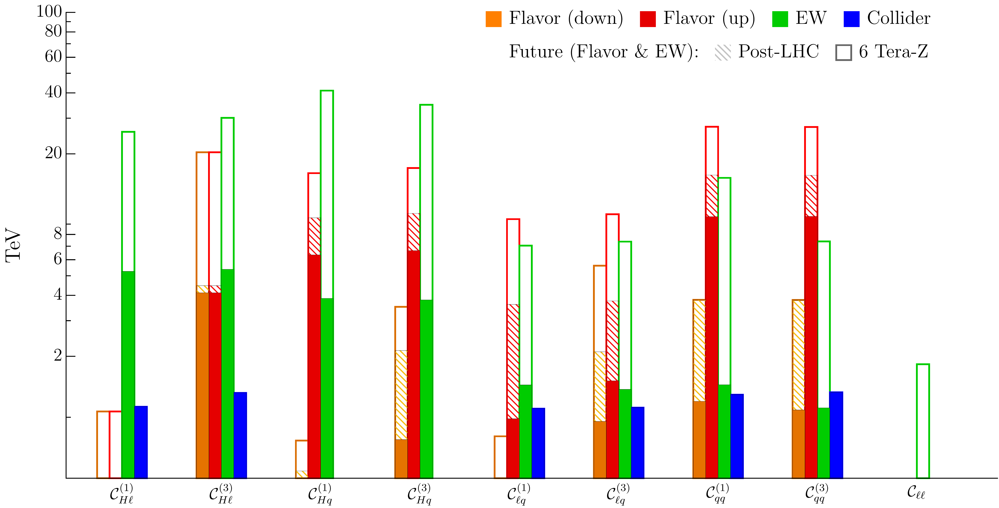 Flavor (down) Flavor (up) EW Collider
Future (Flavor & EW): Post-LHC 6 Tera-Z
TeV
100
80
60
40
20
8
6
4
2
𝒞_{Hℓ}^{(1)} 𝒞_{Hℓ}^{(3)} 𝒞_{Hq}^{(1)} 𝒞_{Hq}^{(3)} 𝒞_{ℓq}^{(1)} 𝒞_{ℓq}^{(3)} 𝒞_{qq}^{(1)} 𝒞_{qq}^{(3)} 𝒞_{ℓℓ}